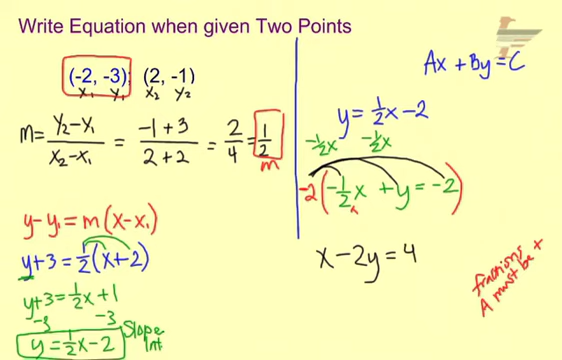 Write Equation when given Two Points
(-2, -3); (2, -1)
x₁ y₁ x₂ y₂
m = y₂-y₁ / x₂-x₁ = -1+3 / 2+2 = 2/4 = 1/2
m
y-y₁ = m(x-x₁)
y+3 = 1/2(x+2)
y+3 = 1/2x+1
-3 -3
y = 1/2x-2
Slope
Int
Ax + By = C
y = 1/2x-2
-1/2x -1/2x
-2(-1/2x + y = -2)
x-2y=4
fractions
A must be +